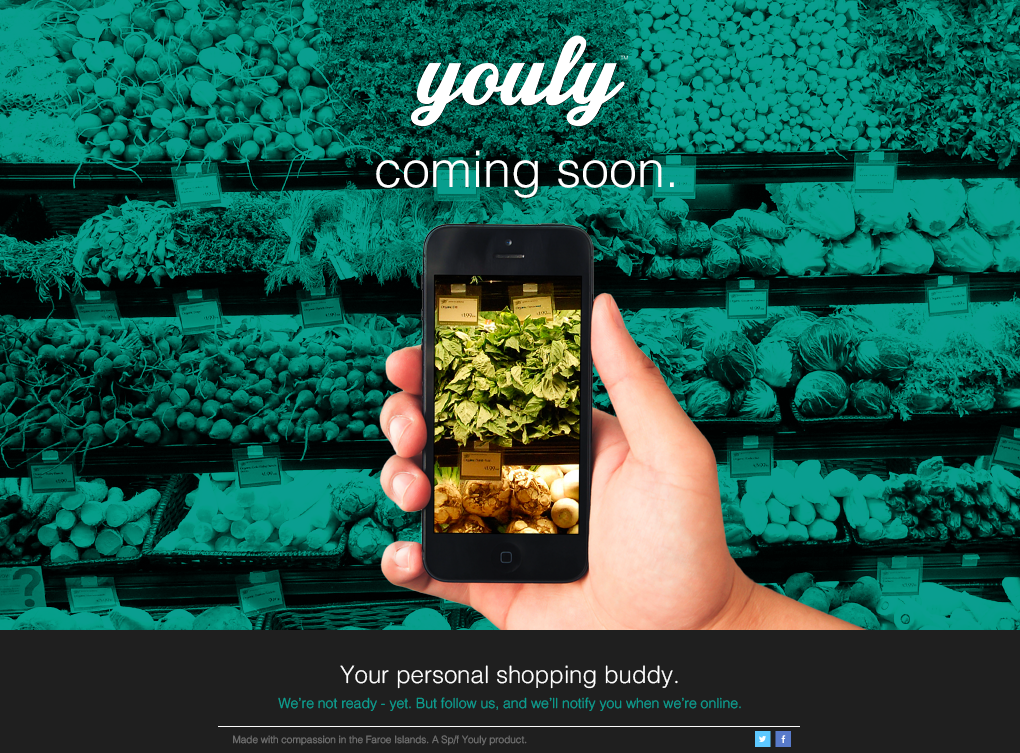 youly™
coming soon.
Your personal shopping buddy.
We're not ready - yet. But follow us, and we'll notify you when we're online.
Made with compassion in the Faroe Islands. A Sp/f Youly product.